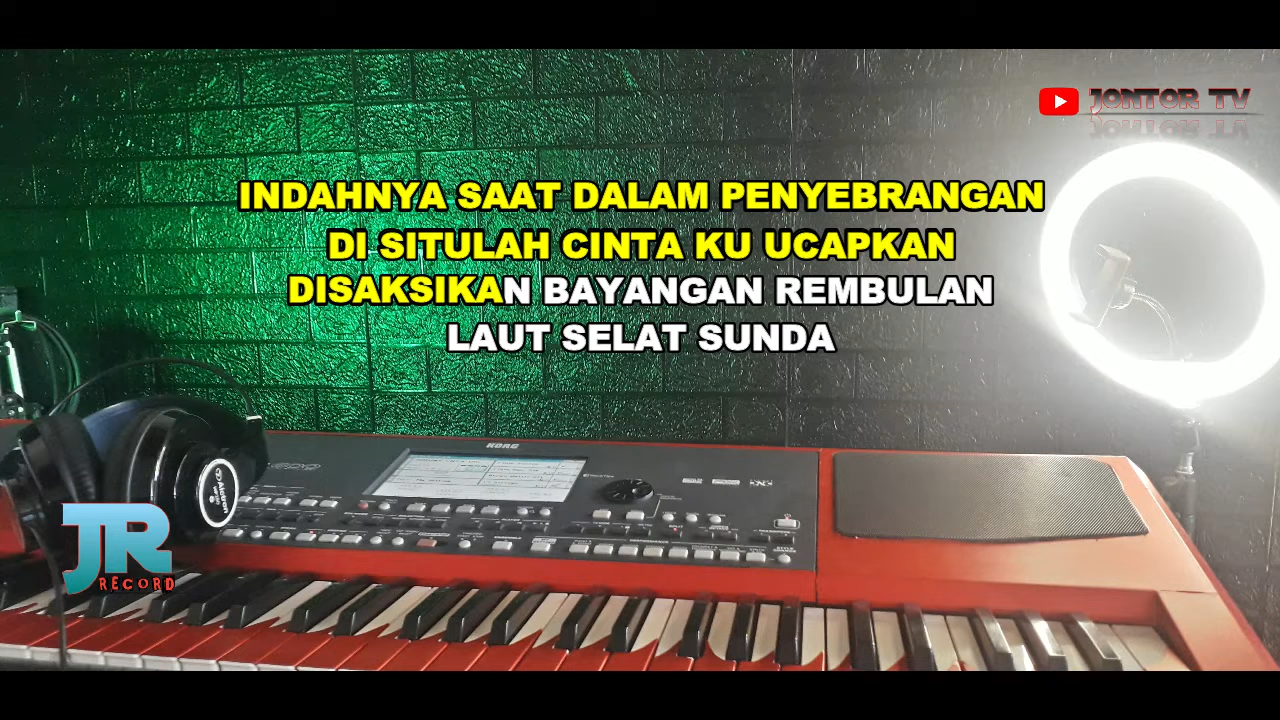 JONTOR TV
INDAHNYA SAAT DALAM PENYEBRANGAN
DI SITULAH CINTA KU UCAPKAN
DISAKSIKAN BAYANGAN REMBULAN
LAUT SELAT SUNDA
KORG
JR
RECORD